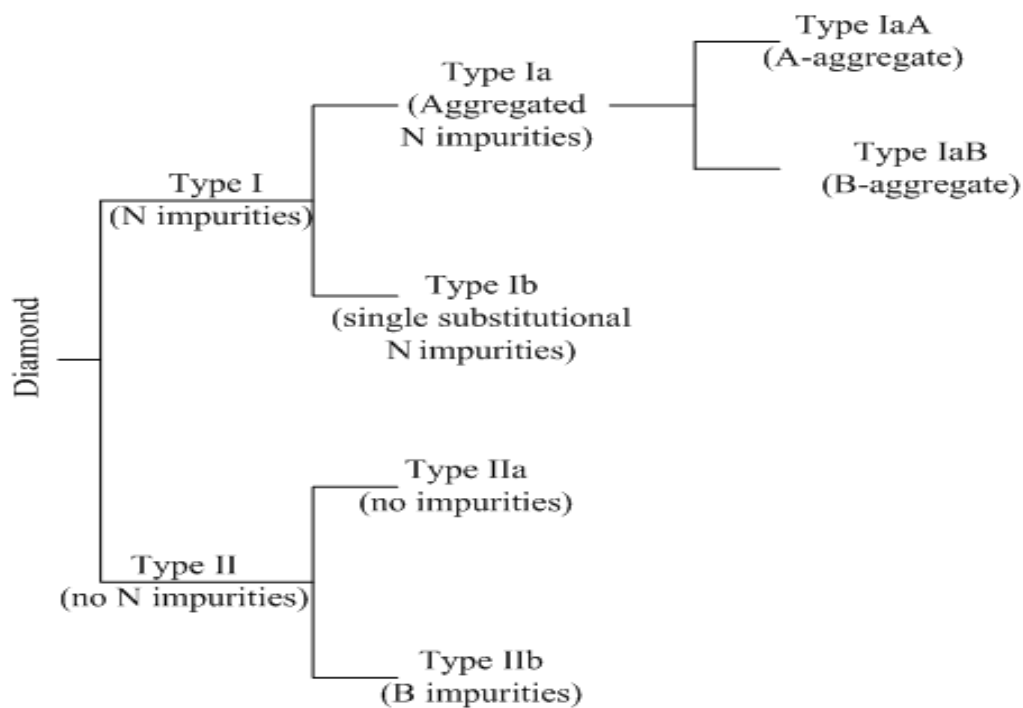 Diamond
Type I
(N impurities)
Type Ia
(Aggregated
N impurities)
Type IaA
(A-aggregate)
Type IaB
(B-aggregate)
Type Ib
(single substitutional
N impurities)
Type II
(no N impurities)
Type IIa
(no impurities)
Type IIb
(B impurities)